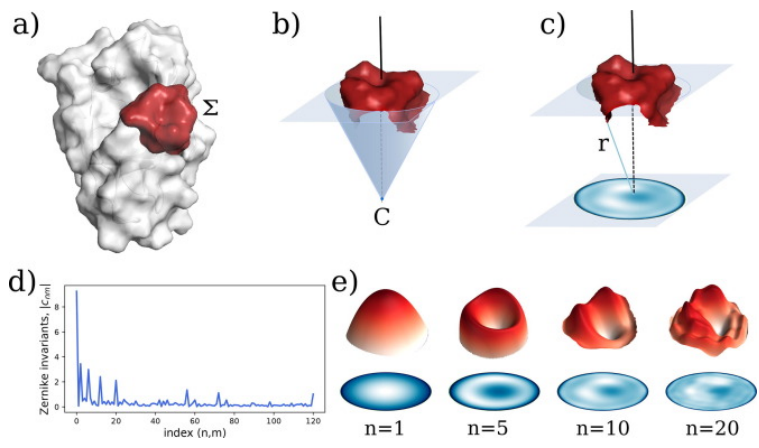 a)
Σ
b)
C
c)
r
d)
Zernike invariants, |c_nm|
8
6
4
2
0
0 20 40 60 80 100 120
index (n,m)
e)
n=1 n=5 n=10 n=20